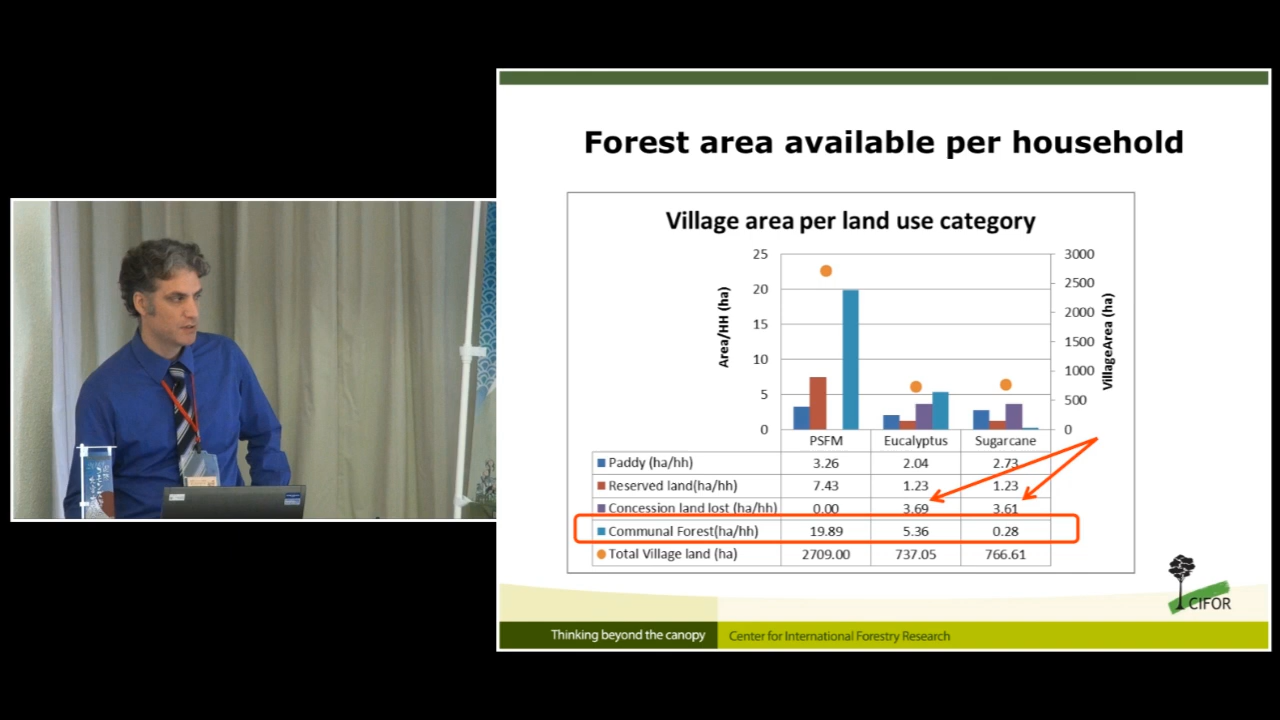 Forest area available per household
Village area per land use category
25
20
15
10
5
0
Area/HH (ha)
3000
2500
2000
1500
1000
500
0
VillageArea (ha)
PSFM Eucalyptus Sugarcane
Paddy (ha/hh) 3.26 2.04 2.73
Reserved land(ha/hh) 7.43 1.23 1.23
Concession land lost (ha/hh) 0.00 3.69 3.61
Communal Forest(ha/hh) 19.89 5.36 0.28
Total Village land (ha) 2709.00 737.05 766.61
CIFOR
Thinking beyond the canopy Center for International Forestry Research